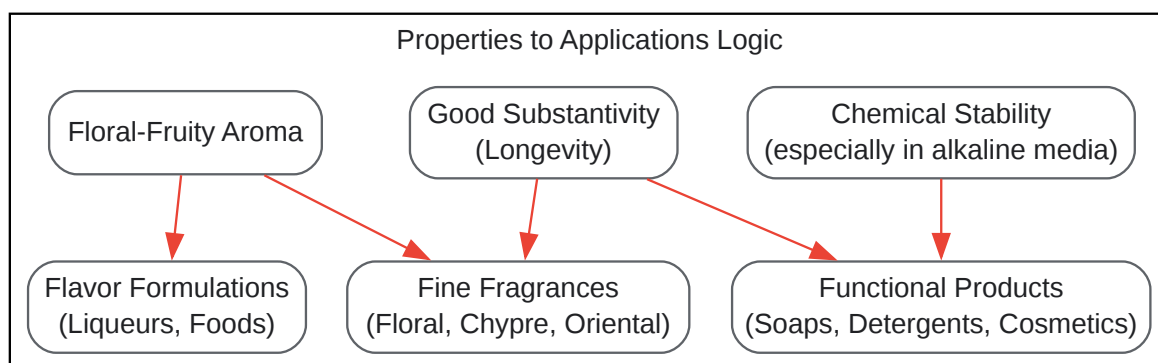 Properties to Applications Logic
Floral-Fruity Aroma
Good Substantivity
(Longevity)
Chemical Stability
(especially in alkaline media)
Flavor Formulations
(Liqueurs, Foods)
Fine Fragrances
(Floral, Chypre, Oriental)
Functional Products
(Soaps, Detergents, Cosmetics)